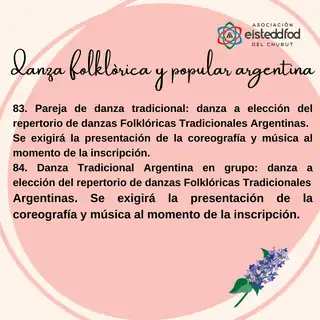 ASOCIACIÓN
eisteddfod
DEL CHUBUT
Danza folklòrica y popular argentina
83. Pareja de danza tradicional: danza a elección del
repertorio de danzas Folklóricas Tradicionales Argentinas.
Se exigirá la presentación de la coreografía y música al
momento de la inscripción.
84. Danza Tradicional Argentina en grupo: danza a
elección del repertorio de danzas Folklóricas Tradicionales
Argentinas. Se exigirá la presentación de la
coreografía y música al momento de la inscripción.